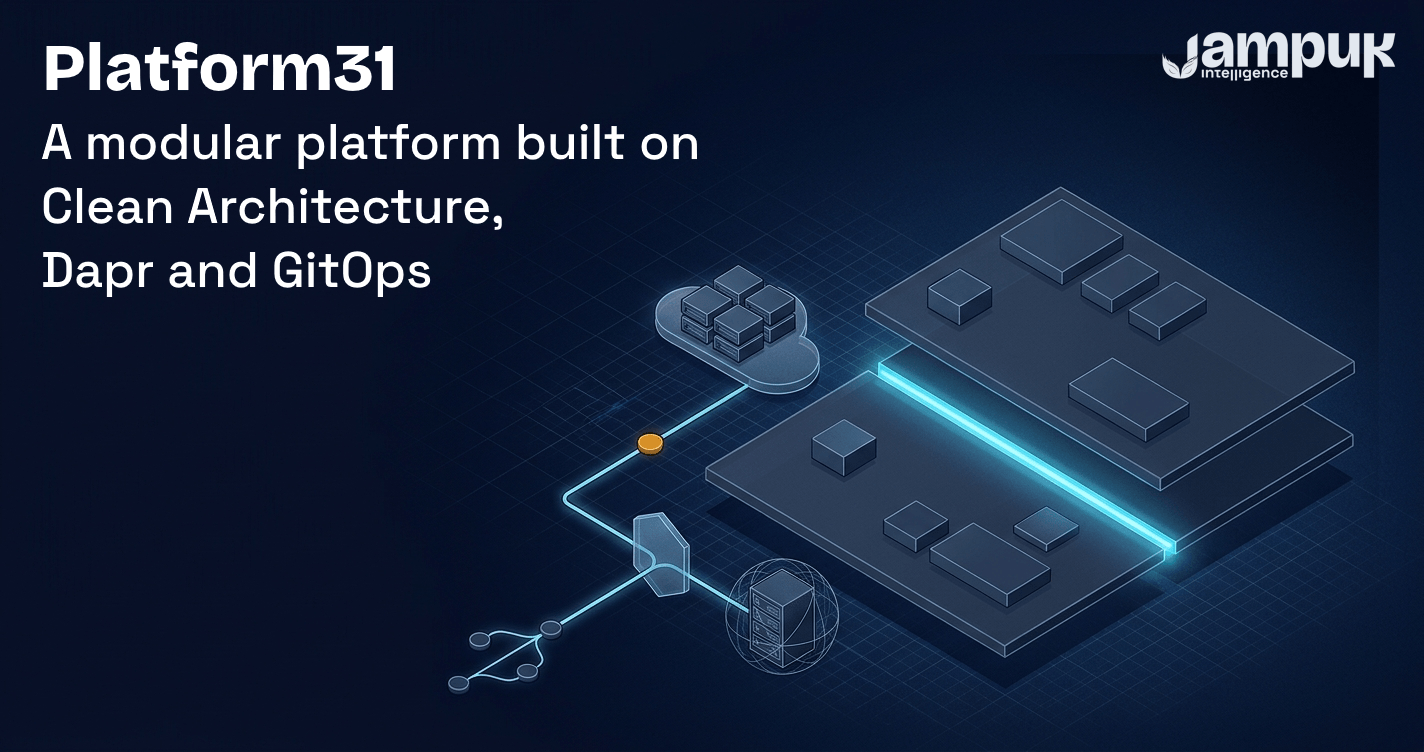 Platform31
A modular platform built on
Clean Architecture,
Dapr and GitOps
Jampuk
intelligence